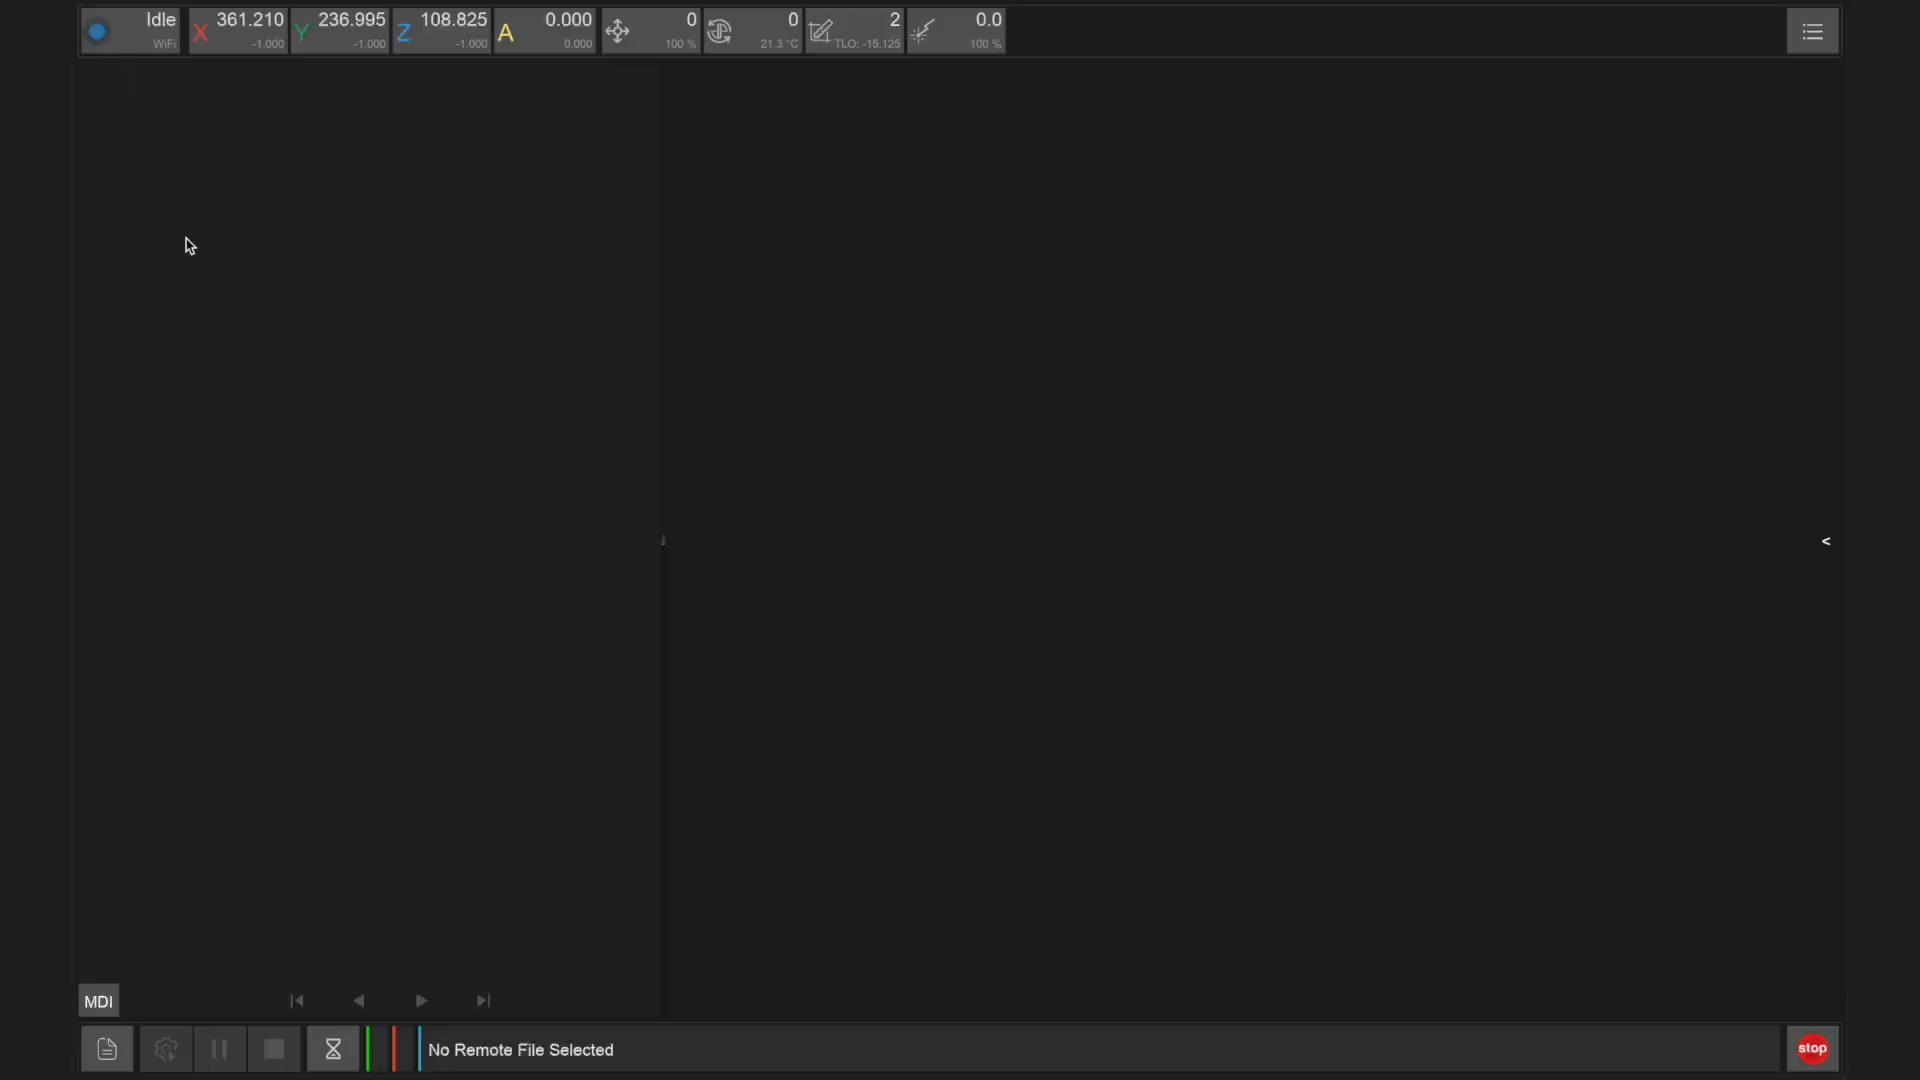 Idle
WiFi
X 361.210
-1.000
Y 236.995
-1.000
Z 108.825
-1.000
A 0.000
0.000
0
100 %
0
21.3 °C
2
TLO: -15.125
0.0
100 %
<
MDI
No Remote File Selected
stop